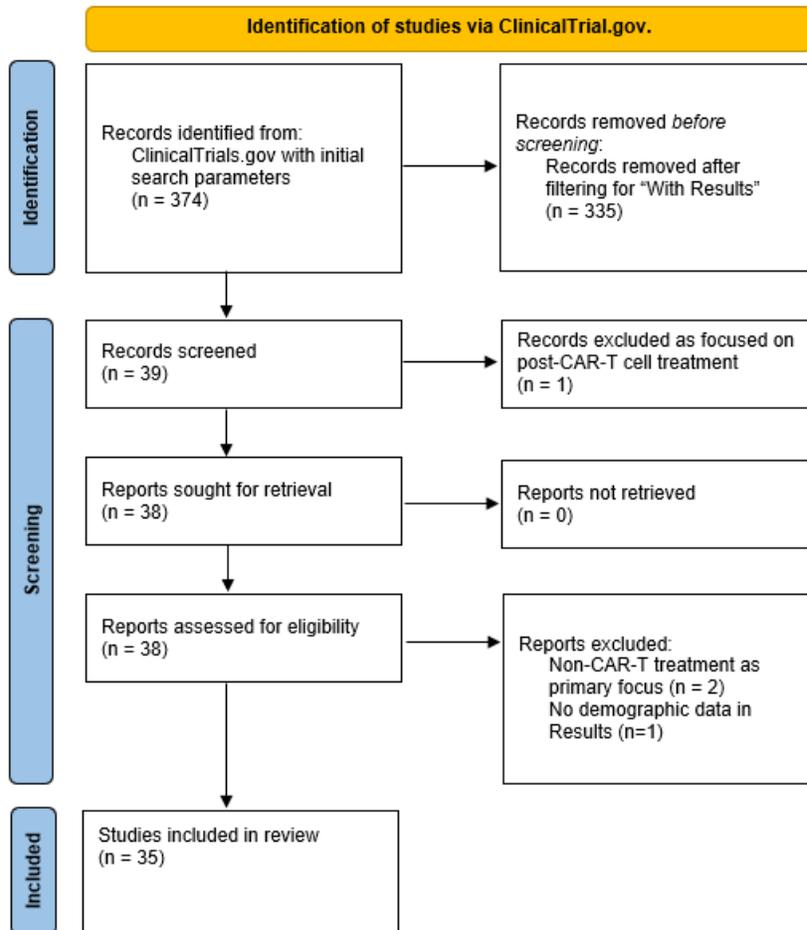 Identification of studies via ClinicalTrial.gov.
Identification
Records identified from:
ClinicalTrials.gov with initial
search parameters
(n = 374)
Records removed before
screening:
Records removed after
filtering for “With Results”
(n = 335)
Screening
Records screened
(n = 39)
Records excluded as focused on
post-CAR-T cell treatment
(n = 1)
Reports sought for retrieval
(n = 38)
Reports not retrieved
(n = 0)
Reports assessed for eligibility
(n = 38)
Reports excluded:
Non-CAR-T treatment as
primary focus (n = 2)
No demographic data in
Results (n=1)
Included
Studies included in review
(n = 35)